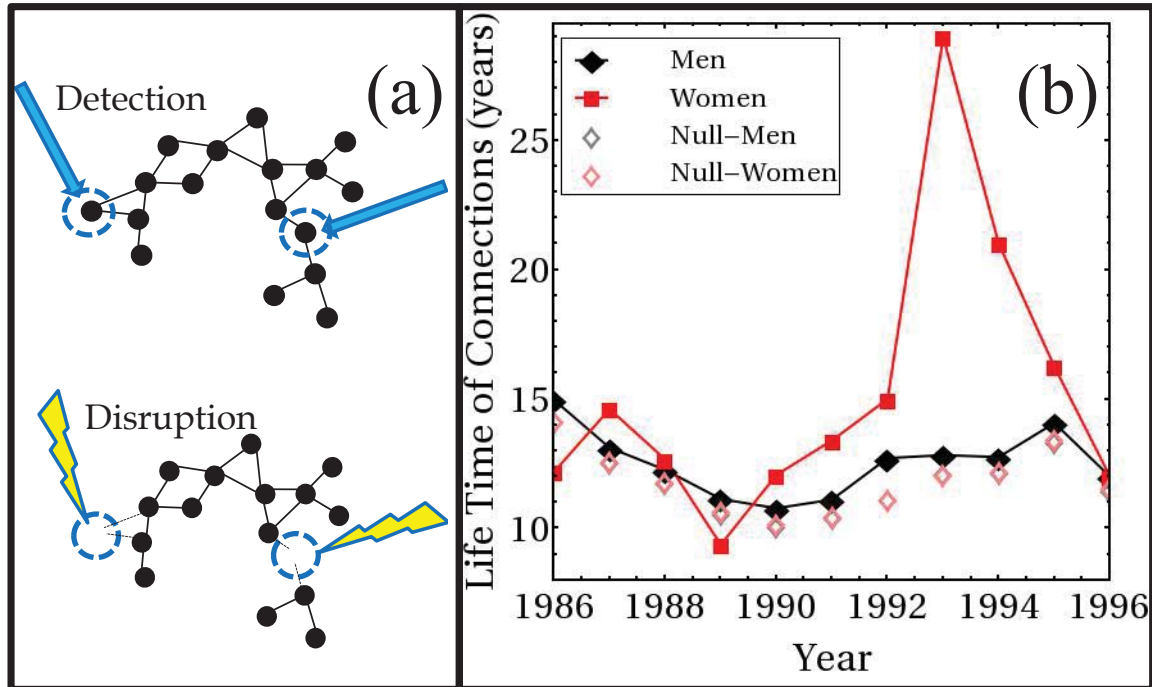 (a)
Detection
Disruption
(b)
Men
Women
Null–Men
Null–Women
Life Time of Connections (years)
25
20
15
10
1986 1988 1990 1992 1994 1996
Year